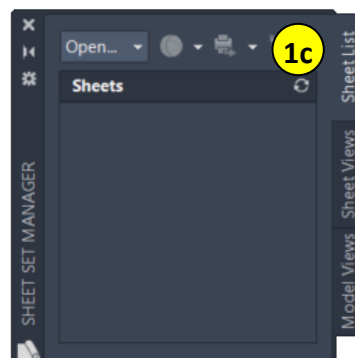 Open...
1c
Sheets
SHEET SET MANAGER
Sheet List
Sheet Views
Model Views